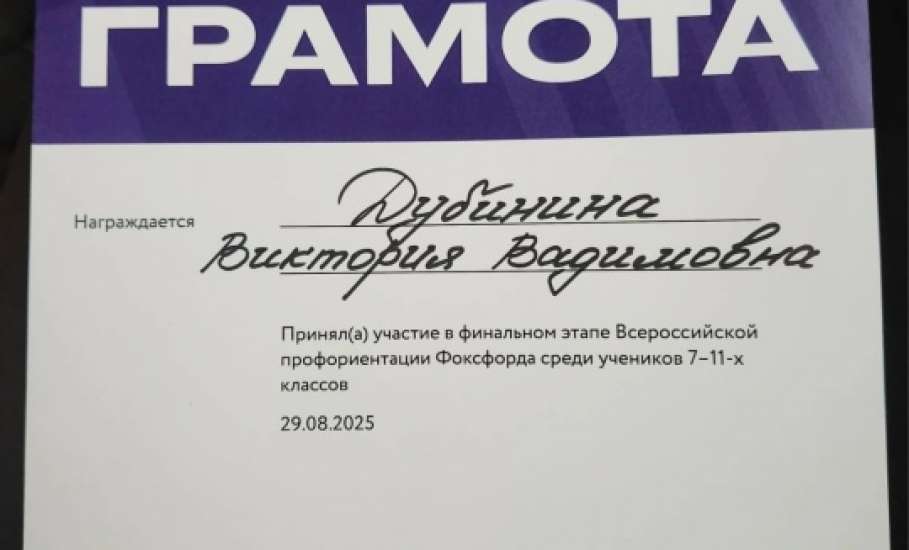 ГРАМОТА
Награждается Дубинина
Виктория Вадимовна
Принял(а) участие в финальном этапе Всероссийской
профориентации Фоксфорда среди учеников 7–11-х
классов
29.08.2025